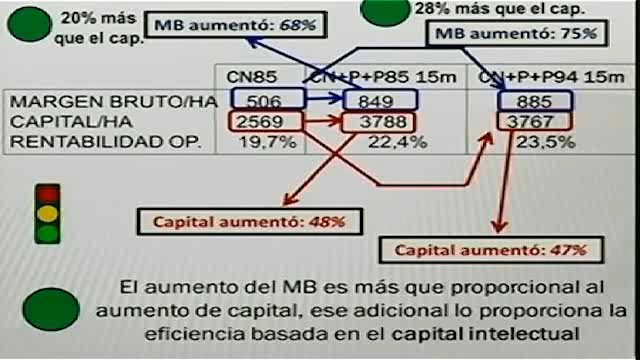 20% más
que el cap.
MB aumentó: 68%
28% más que el cap.
MB aumentó: 75%
CN85
CN+P+P85 15m
CN+P+P94 15m
MARGEN BRUTO/HA 506 849 885
CAPITAL/HA 2569 3788 3767
RENTABILIDAD OP. 19,7% 22,4% 23,5%
Capital aumentó: 48%
Capital aumentó: 47%
El aumento del MB es más que proporcional al
aumento de capital, ese adicional lo proporciona la
eficiencia basada en el capital intelectual